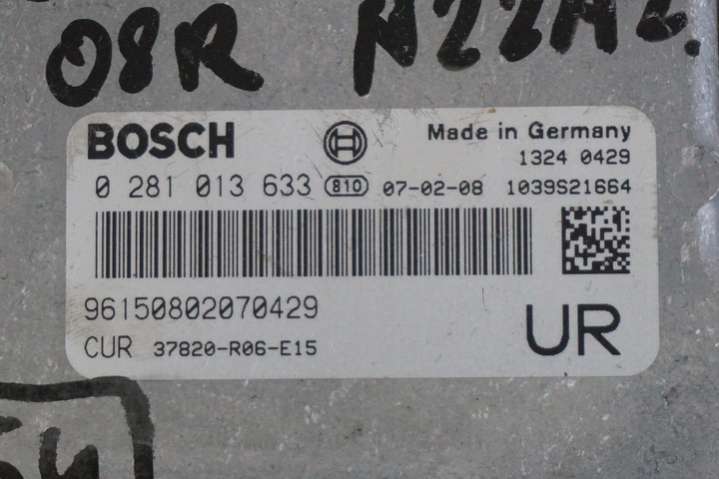 08R N22A2.
BOSCH Made in Germany
1324 0429
0 281 013 633 810 07-02-08 1039S21664
96150802070429
CUR 37820-R06-E15
UR